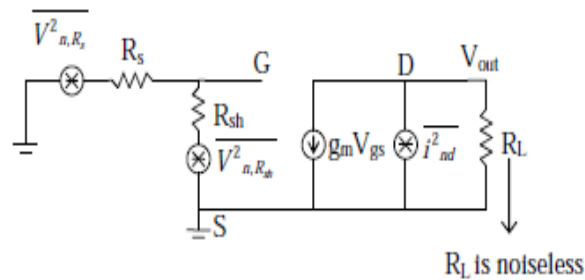 V²n,Rs
Rs
G
D
Vout
Rsh
V²n,Rsh
gmVgs
i²nd
RL
S
RL is noiseless